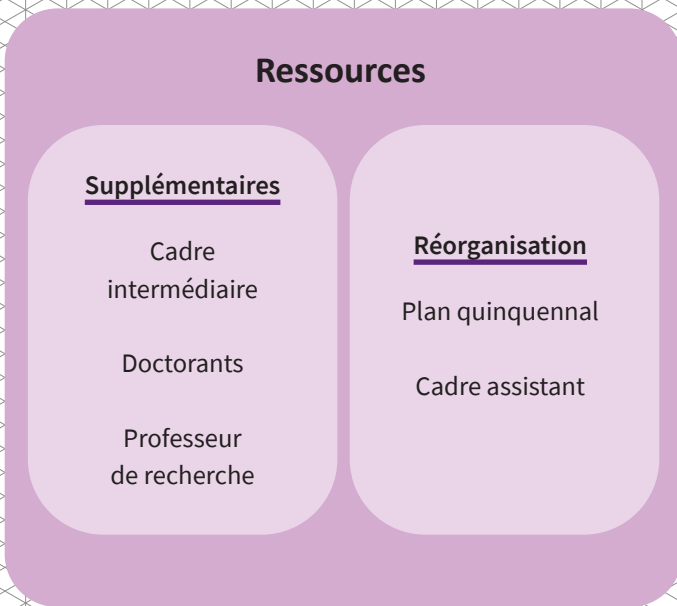 Ressources
Supplémentaires
Cadre
intermédiaire
Doctorants
Professeur
de recherche
Réorganisation
Plan quinquennal
Cadre assistant